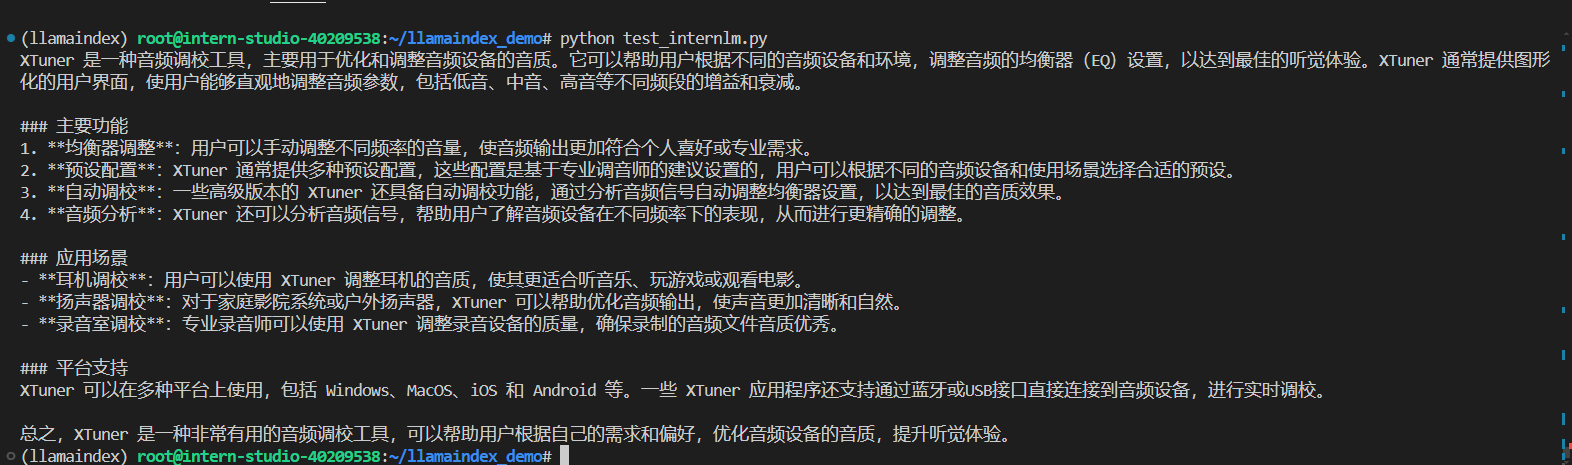 (llamaindex) root@intern-studio-40209538:~/llamaindex_demo# python test_internlm.py
XTuner 是一种音频调校工具，主要用于优化和调整音频设备的音质。它可以帮助用户根据不同的音频设备和环境，调整音频的均衡器（EQ）设置，以达到最佳的听觉体验。XTuner 通常提供图形
化的用户界面，使用户能够直观地调整音频参数，包括低音、中音、高音等不同频段的增益和衰减。
### 主要功能
1. **均衡器调整**：用户可以手动调整不同频率的音量，使音频输出更加符合个人喜好或专业需求。
2. **预设配置**：XTuner 通常提供多种预设配置，这些配置是基于专业调音师的建议设置的，用户可以根据不同的音频设备和使用场景选择合适的预设。
3. **自动调校**：一些高级版本的 XTuner 还具备自动调校功能，通过分析音频信号自动调整均衡器设置，以达到最佳的音质效果。
4. **音频分析**：XTuner 还可以分析音频信号，帮助用户了解音频设备在不同频率下的表现，从而进行更精确的调整。
### 应用场景
- **耳机调校**：用户可以使用 XTuner 调整耳机的音质，使其更适合听音乐、玩游戏或观看电影。
- **扬声器调校**：对于家庭影院系统或户外扬声器，XTuner 可以帮助优化音频输出，使声音更加清晰和自然。
- **录音室调校**：专业录音师可以使用 XTuner 调整录音设备的质量，确保录制的音频文件音质优秀。
### 平台支持
XTuner 可以在多种平台上使用，包括 Windows、MacOS、iOS 和 Android 等。一些 XTuner 应用程序还支持通过蓝牙或USB接口直接连接到音频设备，进行实时调校。
总之，XTuner 是一种非常有用的音频调校工具，可以帮助用户根据自己的需求和偏好，优化音频设备的音质，提升听觉体验。
(llamaindex) root@intern-studio-40209538:~/llamaindex_demo#